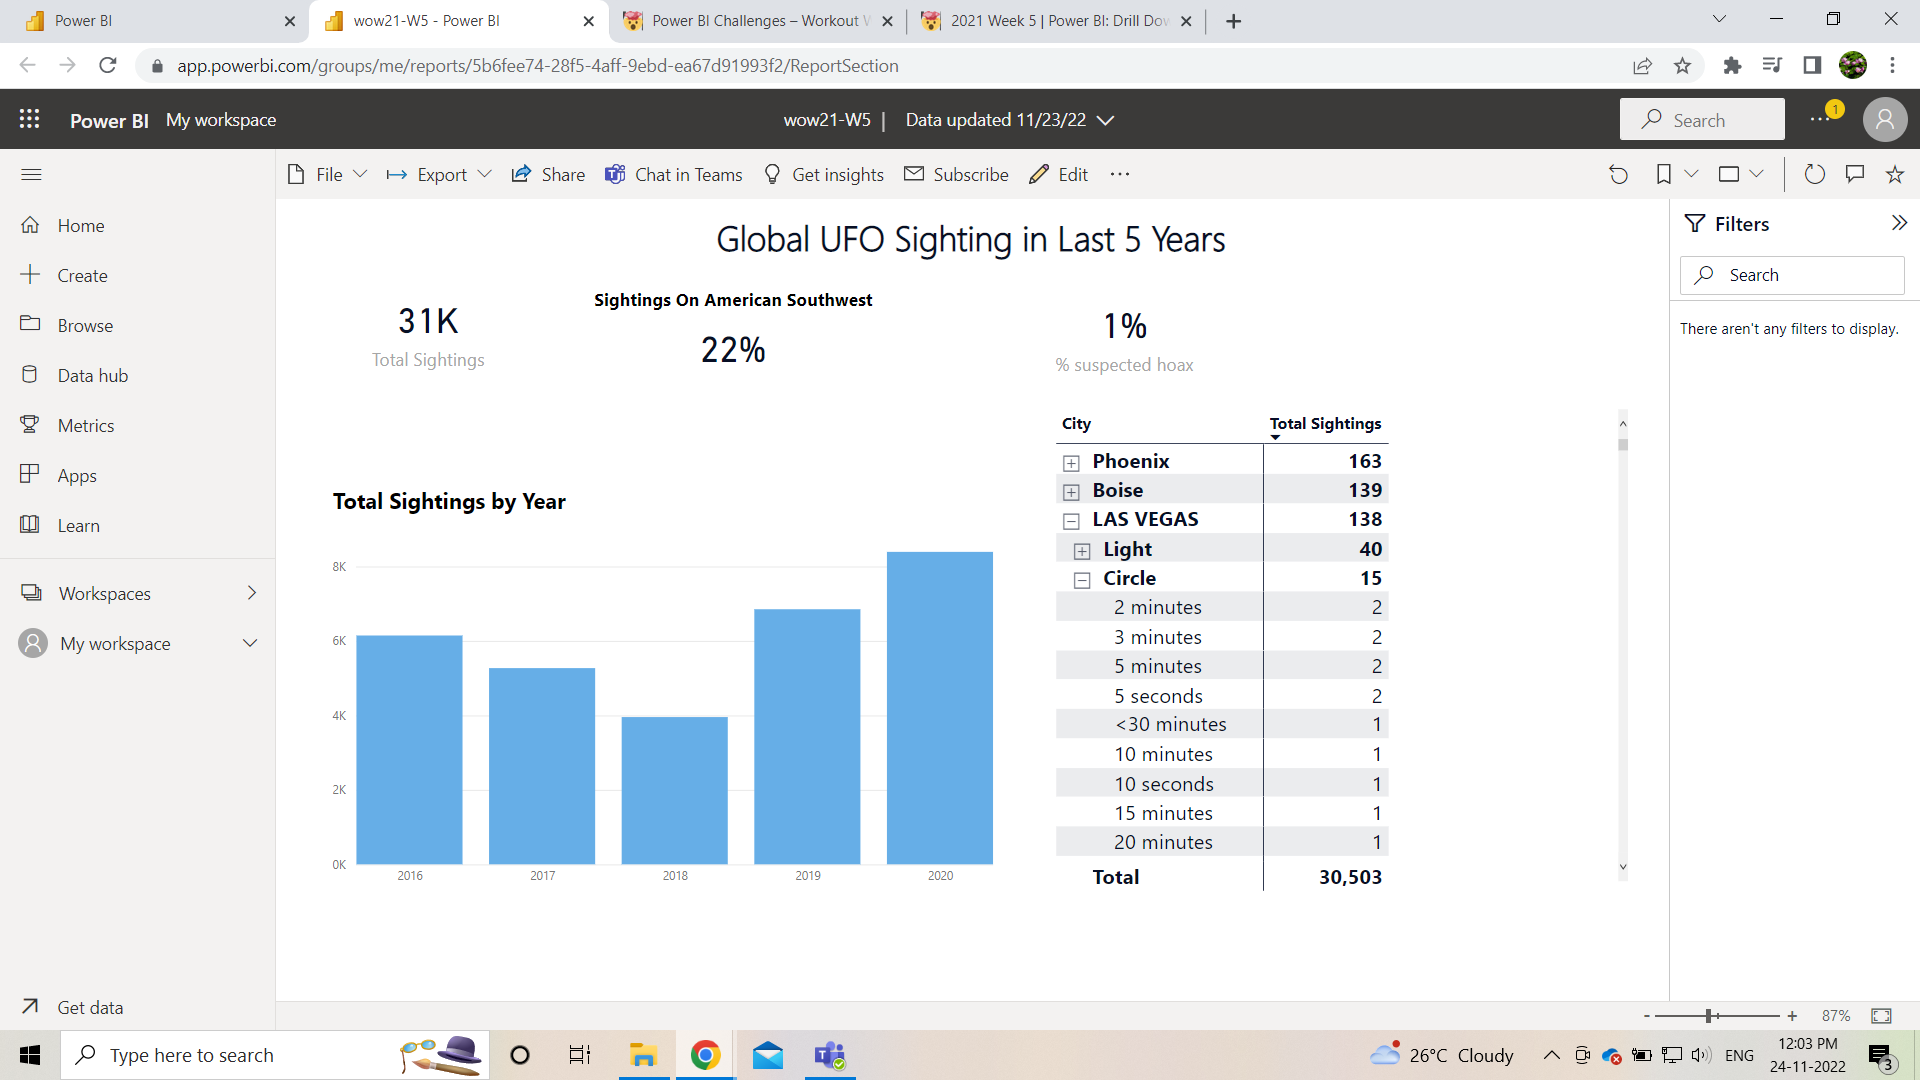 Power BI
wow21-W5 - Power BI
Power BI Challenges – Workout W
2021 Week 5 | Power BI: Drill Dow
app.powerbi.com/groups/me/reports/5b6fee74-28f5-4aff-9ebd-ea67d91993f2/ReportSection
Power BI My workspace
wow21-W5 | Data updated 11/23/22
Search
1
File Export Share Chat in Teams Get insights Subscribe Edit
Home
Create
Browse
Data hub
Metrics
Apps
Learn
Workspaces
My workspace
Get data
Global UFO Sighting in Last 5 Years
31K
Total Sightings
Sightings On American Southwest
22%
1%
% suspected hoax
Total Sightings by Year
8K
6K
4K
2K
0K
2016 2017 2018 2019 2020
City Total Sightings
Phoenix 163
Boise 139
LAS VEGAS 138
Light 40
Circle 15
2 minutes 2
3 minutes 2
5 minutes 2
5 seconds 2
<30 minutes 1
10 minutes 1
10 seconds 1
15 minutes 1
20 minutes 1
Total 30,503
Filters
Search
There aren't any filters to display.
- + 87%
Type here to search
26°C Cloudy
ENG
12:03 PM
24-11-2022
3